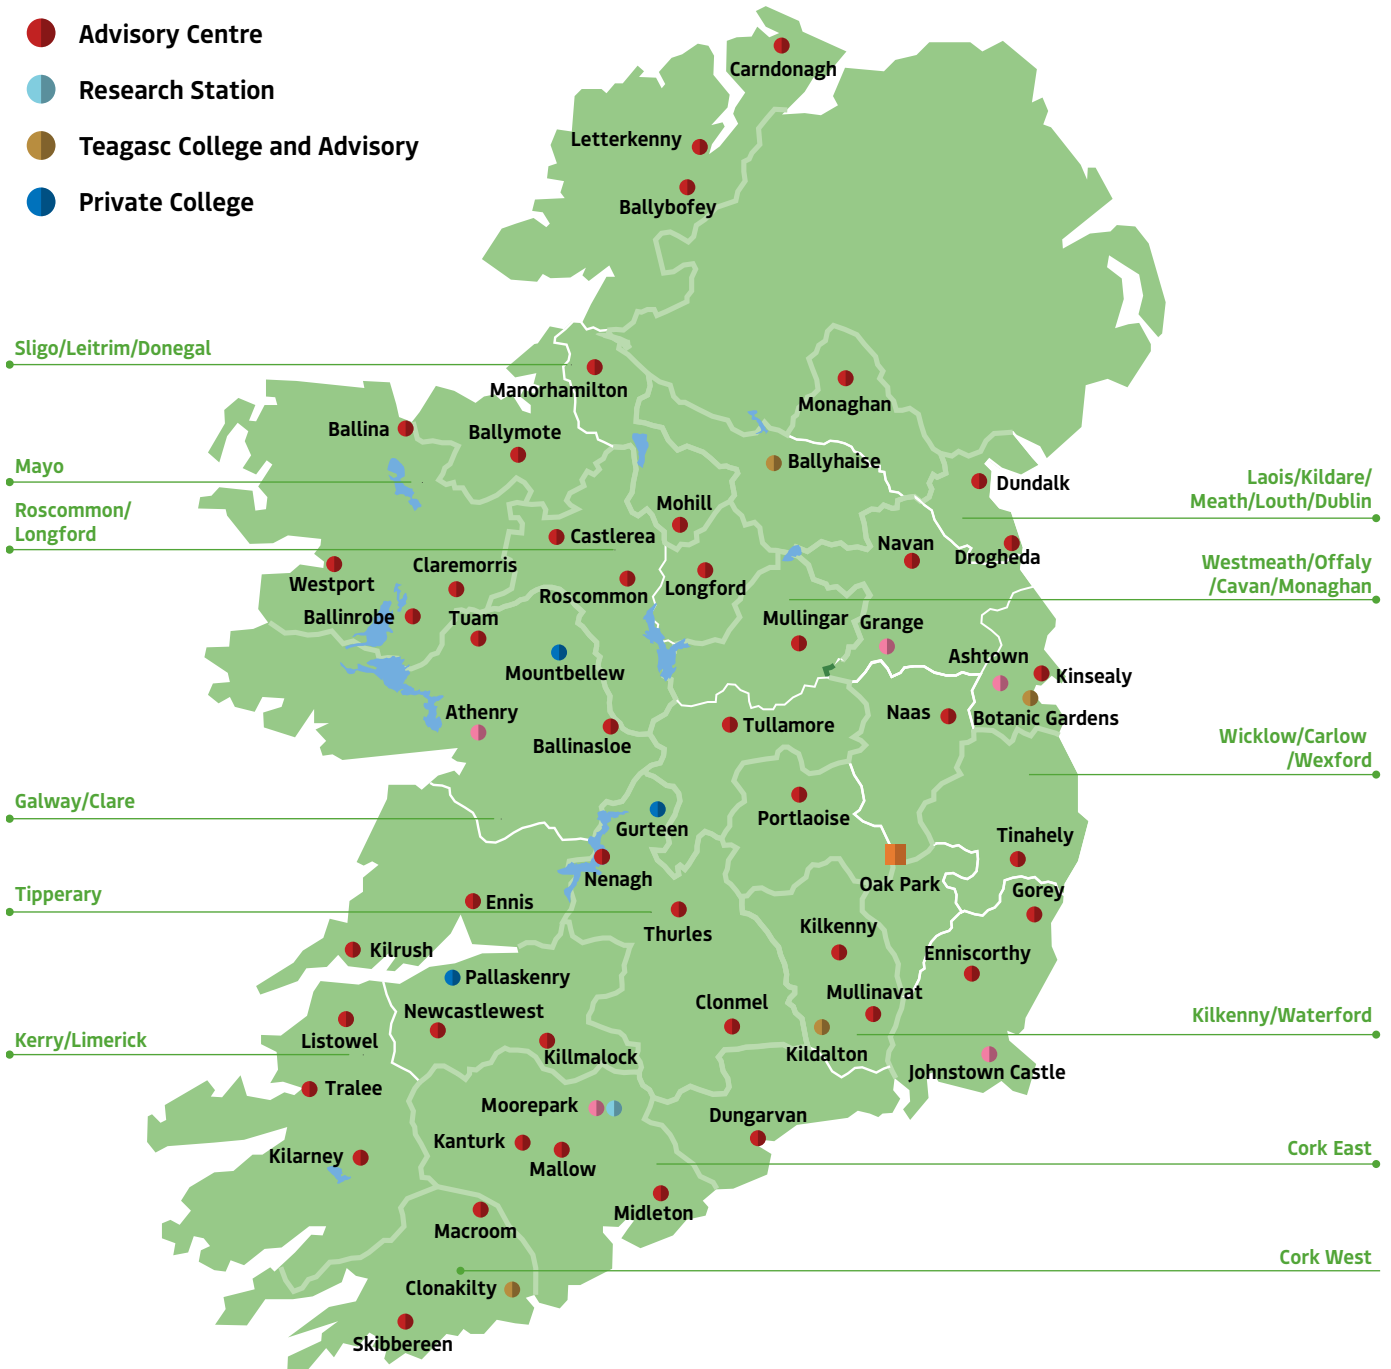 Advisory Centre
Research Station
Teagasc College and Advisory
Private College
Carndonagh
Letterkenny
Ballybofey
Sligo/Leitrim/Donegal
Manorhamilton
Monaghan
Ballina
Ballymote
Ballyhaise
Mayo
Dundalk
Laois/Kildare/
Meath/Louth/Dublin
Roscommon/
Longford
Mohill
Castlerea
Navan
Drogheda
Claremorris
Westport
Longford
Roscommon
Westmeath/Offaly
/Cavan/Monaghan
Ballinrobe
Tuam
Mullingar
Grange
Ashtown
Mountbellew
Kinsealy
Athenry
Naas
Botanic Gardens
Tullamore
Ballinasloe
Wicklow/Carlow
/Wexford
Galway/Clare
Gurteen
Portlaoise
Tinahely
Nenagh
Oak Park
Gorey
Tipperary
Ennis
Thurles
Kilkenny
Kilrush
Enniscorthy
Pallaskenry
Mullinavat
Clonmel
Newcastlewest
Kilkenny/Waterford
Kerry/Limerick
Listowel
Killmalock
Kildalton
Johnstown Castle
Tralee
Moorepark
Dungarvan
Kanturk
Mallow
Cork East
Kilarney
Midleton
Macroom
Cork West
Clonakilty
Skibbereen